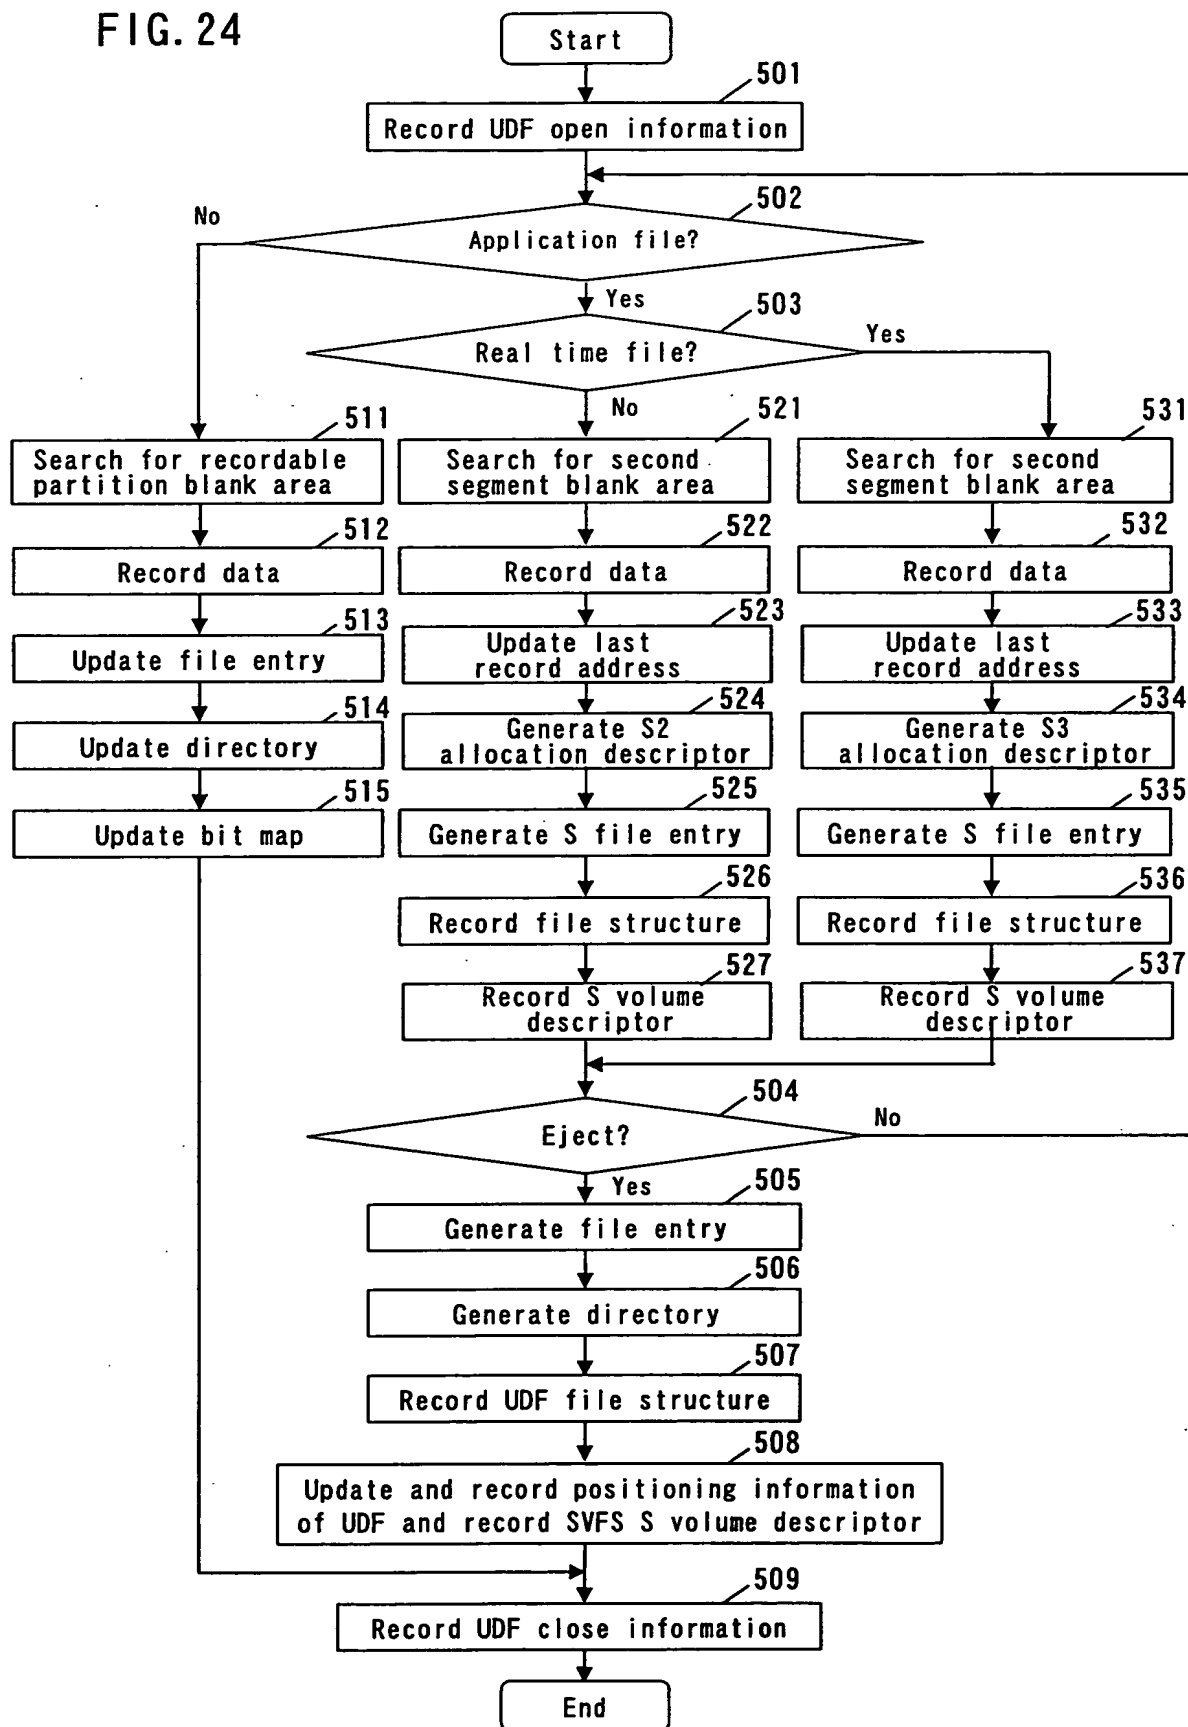 FIG. 24
Start
501
Record UDF open information
502
No
Application file?
Yes
503
Real time file?
Yes
No
511
521
531
Search for recordable
partition blank area
Search for second
segment blank area
Search for second
segment blank area
512
522
532
Record data
Record data
Record data
513
523
533
Update file entry
Update last
record address
Update last
record address
514
524
534
Update directory
Generate S2
allocation descriptor
Generate S3
allocation descriptor
515
525
535
Update bit map
Generate S file entry
Generate S file entry
526
536
Record file structure
Record file structure
527
537
Record S volume
descriptor
Record S volume
descriptor
504
Eject?
No
Yes
505
Generate file entry
506
Generate directory
507
Record UDF file structure
508
Update and record positioning information
of UDF and record SVFS S volume descriptor
509
Record UDF close information
End